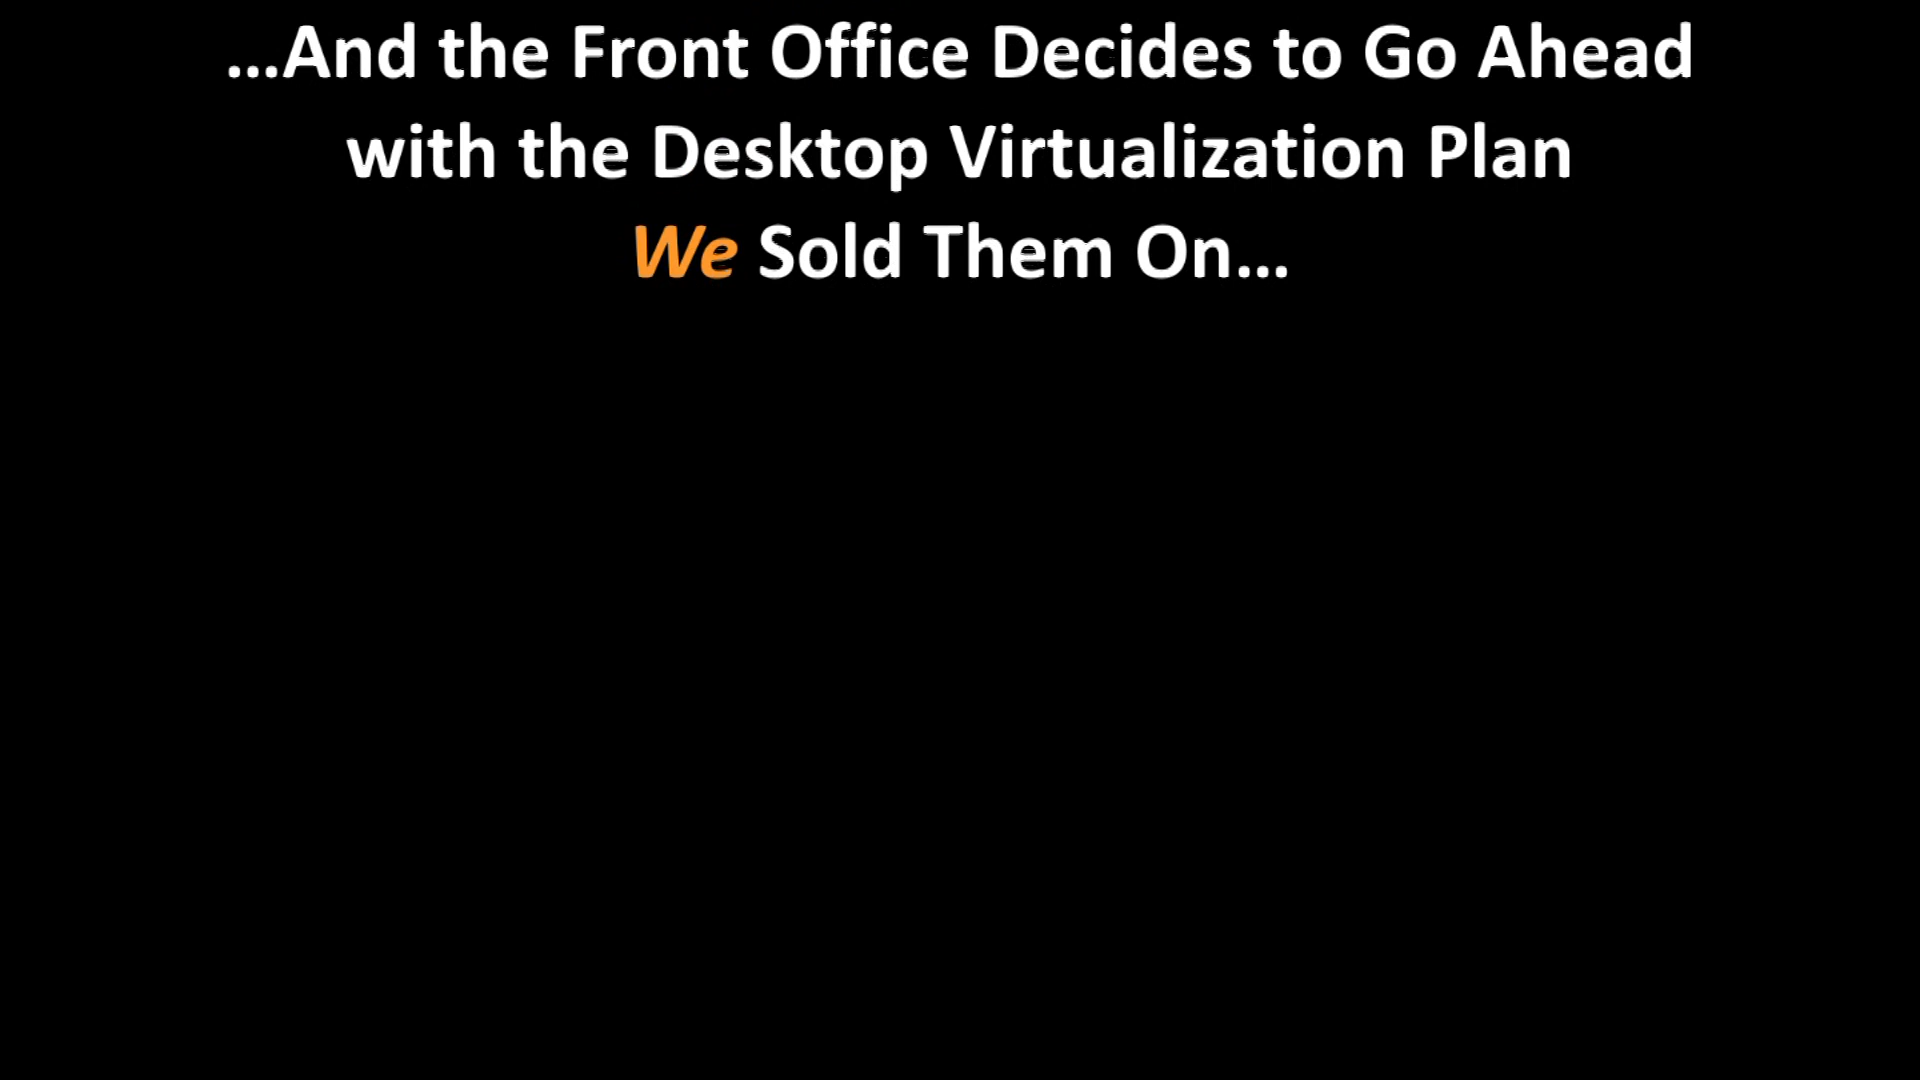 ...And the Front Office Decides to Go Ahead
with the Desktop Virtualization Plan
We Sold Them On...